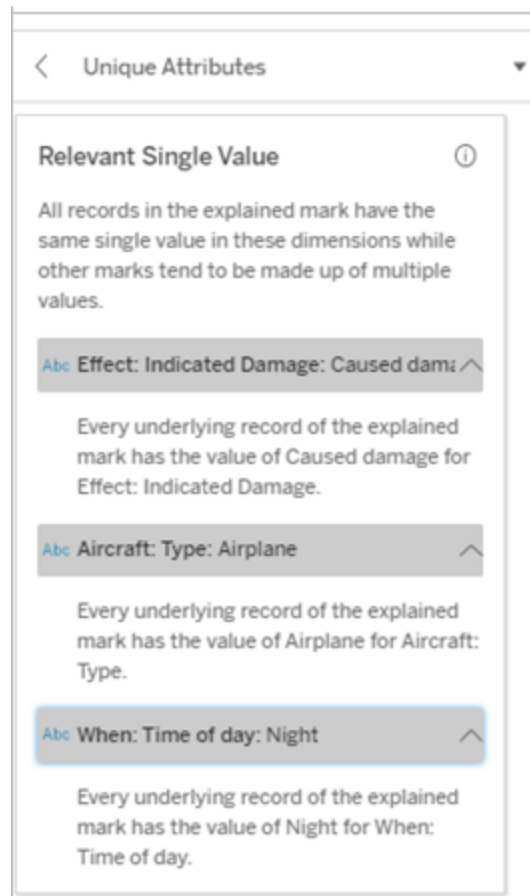 Unique Attributes
Relevant Single Value
All records in the explained mark have the
same single value in these dimensions while
other marks tend to be made up of multiple
values.
Abc Effect: Indicated Damage: Caused dama
Every underlying record of the explained
mark has the value of Caused damage for
Effect: Indicated Damage.
Abc Aircraft: Type: Airplane
Every underlying record of the explained
mark has the value of Airplane for Aircraft:
Type.
Abc When: Time of day: Night
Every underlying record of the explained
mark has the value of Night for When:
Time of day.